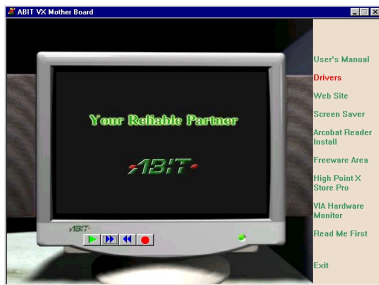 ABIT VX Mother Board
Your Reliable Partner
ABIT
ABIT
User's Manual
Drivers
Web Site
Screen Saver
Arcobat Reader
Install
Freeware Area
High Point X
Store Pro
VIA Hardware
Monitor
Read Me First
Exit